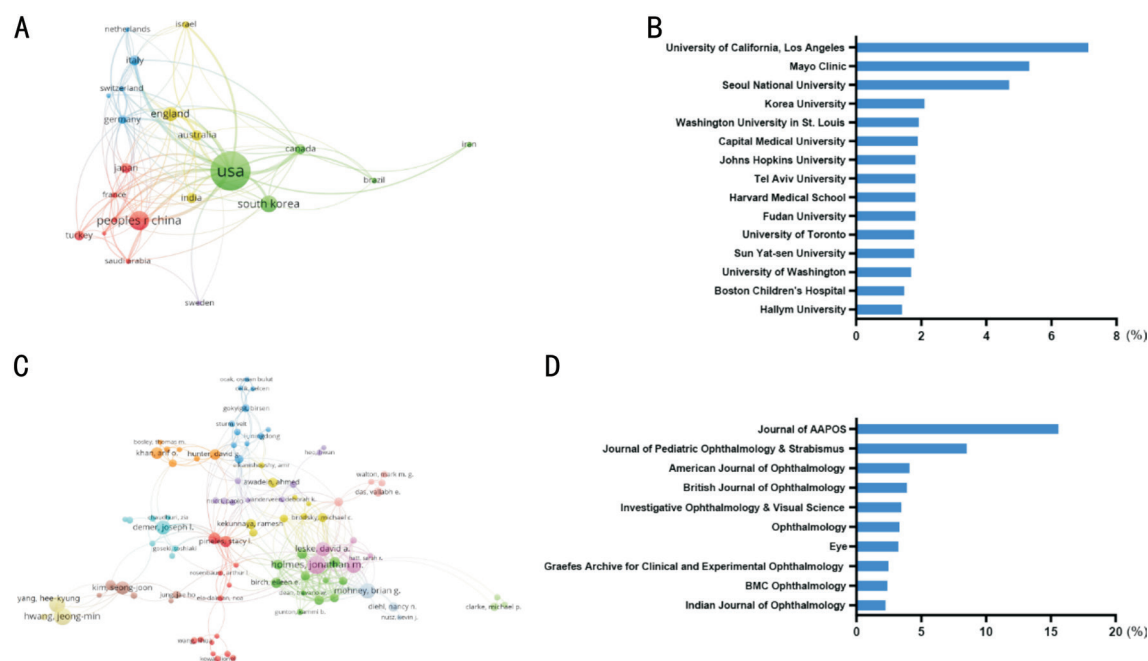 A
netherlands
israel
italy
switzerland
germany
england
australia
japan
usa
canada
iran
brazil
france
india
south korea
peoples r china
turkey
saudi arabia
sweden
B
University of California, Los Angeles
Mayo Clinic
Seoul National University
Korea University
Washington University in St. Louis
Capital Medical University
Johns Hopkins University
Tel Aviv University
Harvard Medical School
Fudan University
University of Toronto
Sun Yat-sen University
University of Washington
Boston Children's Hospital
Hallym University
0 2 4 6 8 (%)
C
hunter, david g.
khan, arif o.
awadein, ahmed
walton, mark m. g.
das, vallabh e.
demer, joseph l.
kekunnaya, ramesh
pineles, stacy l.
leske, david a.
holmes, jonathan m.
birch, eileen e.
mohney, brian g.
diehl, nancy n.
clarke, michael p.
kim, seong-joon
yang, hee-kyung
hwang, jeong-min
D
Journal of AAPOS
Journal of Pediatric Ophthalmology & Strabismus
American Journal of Ophthalmology
British Journal of Ophthalmology
Investigative Ophthalmology & Visual Science
Ophthalmology
Eye
Graefes Archive for Clinical and Experimental Ophthalmology
BMC Ophthalmology
Indian Journal of Ophthalmology
0 5 10 15 20 (%)